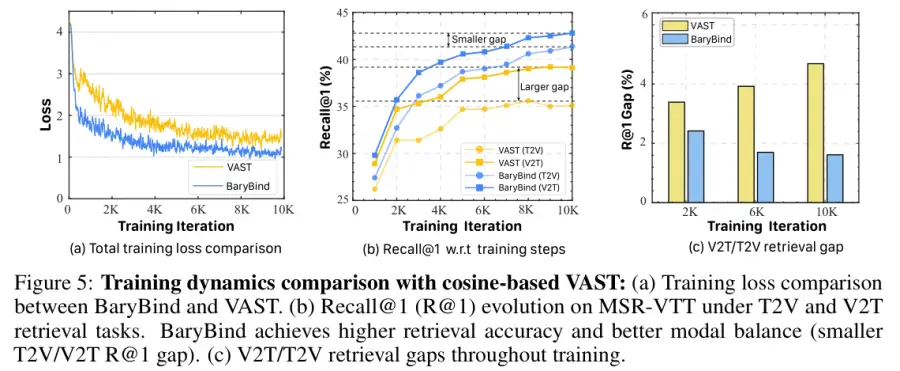 Loss
4
3
2
1
0
0 2K 4K 6K 8K 10K
VAST
BaryBind
Training Iteration
(a) Total training loss comparison
Recall@1 (%)
45
40
35
30
25
Smaller gap
Larger gap
VAST (T2V)
VAST (V2T)
BaryBind (T2V)
BaryBind (V2T)
0 2K 4K 6K 8K 10K
Training Iteration
(b) Recall@1 w.r.t training steps
R@1 Gap (%)
6
4
2
0
VAST
BaryBind
2K 6K 10K
Training Iteration
(c) V2T/T2V retrieval gap
Figure 5: Training dynamics comparison with cosine-based VAST: (a) Training loss comparison
between BaryBind and VAST. (b) Recall@1 (R@1) evolution on MSR-VTT under T2V and V2T
retrieval tasks. BaryBind achieves higher retrieval accuracy and better modal balance (smaller
T2V/V2T R@1 gap). (c) V2T/T2V retrieval gaps throughout training.